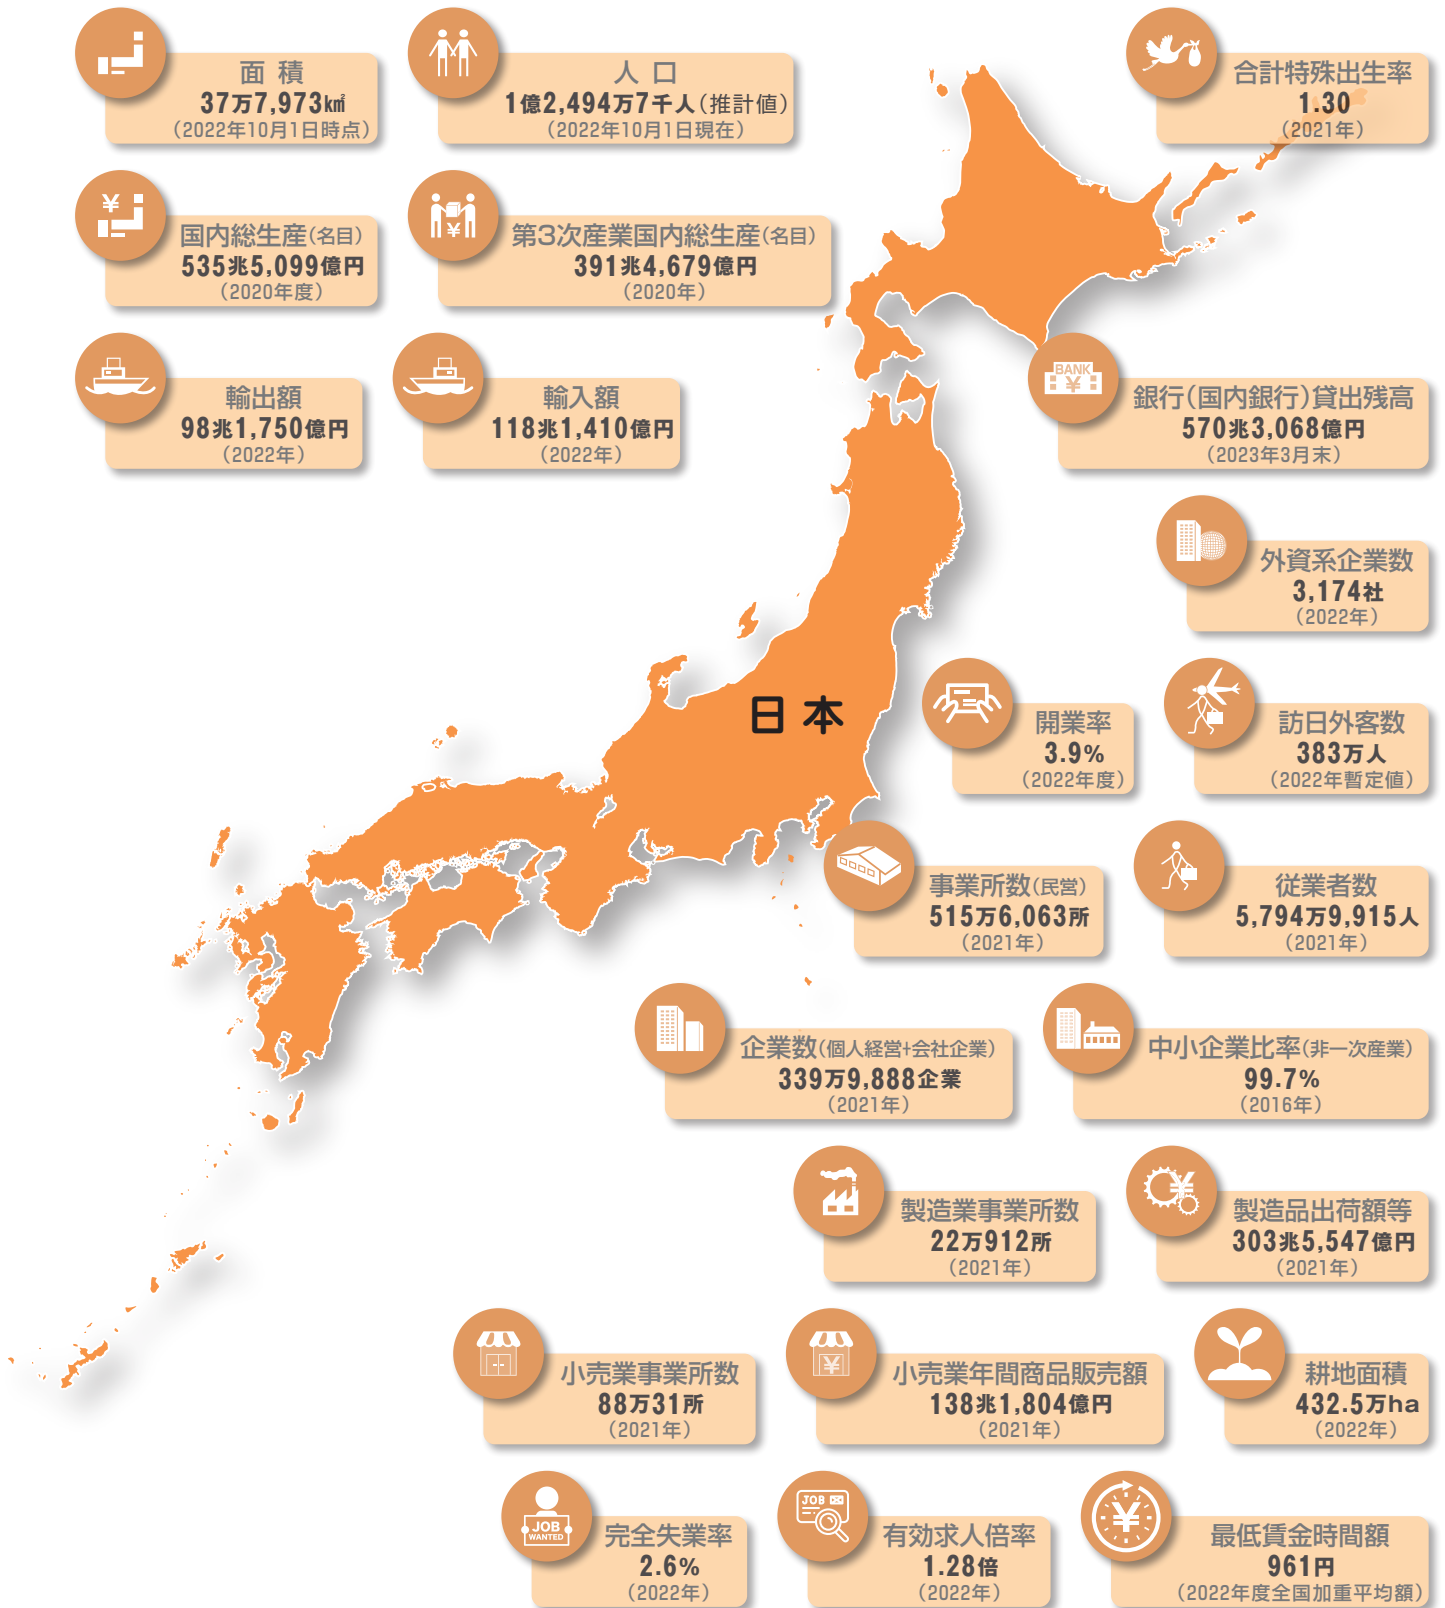 面積
37万7,973㎢
（2022年10月1日時点）
人口
1億2,494万7千人（推計値）
（2022年10月1日現在）
合計特殊出生率
1.30
（2021年）
¥
国内総生産（名目）
535兆5,099億円
（2020年度）
¥
第3次産業国内総生産（名目）
391兆4,679億円
（2020年）
輸出額
98兆1,750億円
（2022年）
輸入額
118兆1,410億円
（2022年）
BANK
¥
銀行（国内銀行）貸出残高
570兆3,068億円
（2023年3月末）
外資系企業数
3,174社
（2022年）
日本
開業率
3.9%
（2022年度）
訪日外客数
383万人
（2022年暫定値）
事業所数（民営）
515万6,063所
（2021年）
従業者数
5,794万9,915人
（2021年）
企業数（個人経営+会社企業）
339万9,888企業
（2021年）
中小企業比率（非一次産業）
99.7%
（2016年）
製造業事業所数
22万912所
（2021年）
¥
製造品出荷額等
303兆5,547億円
（2021年）
小売業事業所数
88万31所
（2021年）
¥
小売業年間商品販売額
138兆1,804億円
（2021年）
耕地面積
432.5万ha
（2022年）
JOB
WANTED
完全失業率
2.6%
（2022年）
JOB
有効求人倍率
1.28倍
（2022年）
¥
最低賃金時間額
961円
（2022年度全国加重平均額）